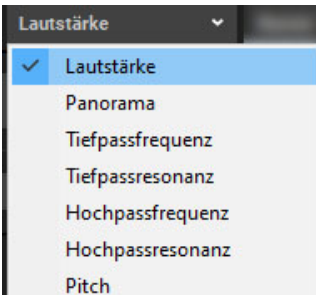 Lautstärke
Lautstärke
Panorama
Tiefpassfrequenz
Tiefpassresonanz
Hochpassfrequenz
Hochpassresonanz
Pitch